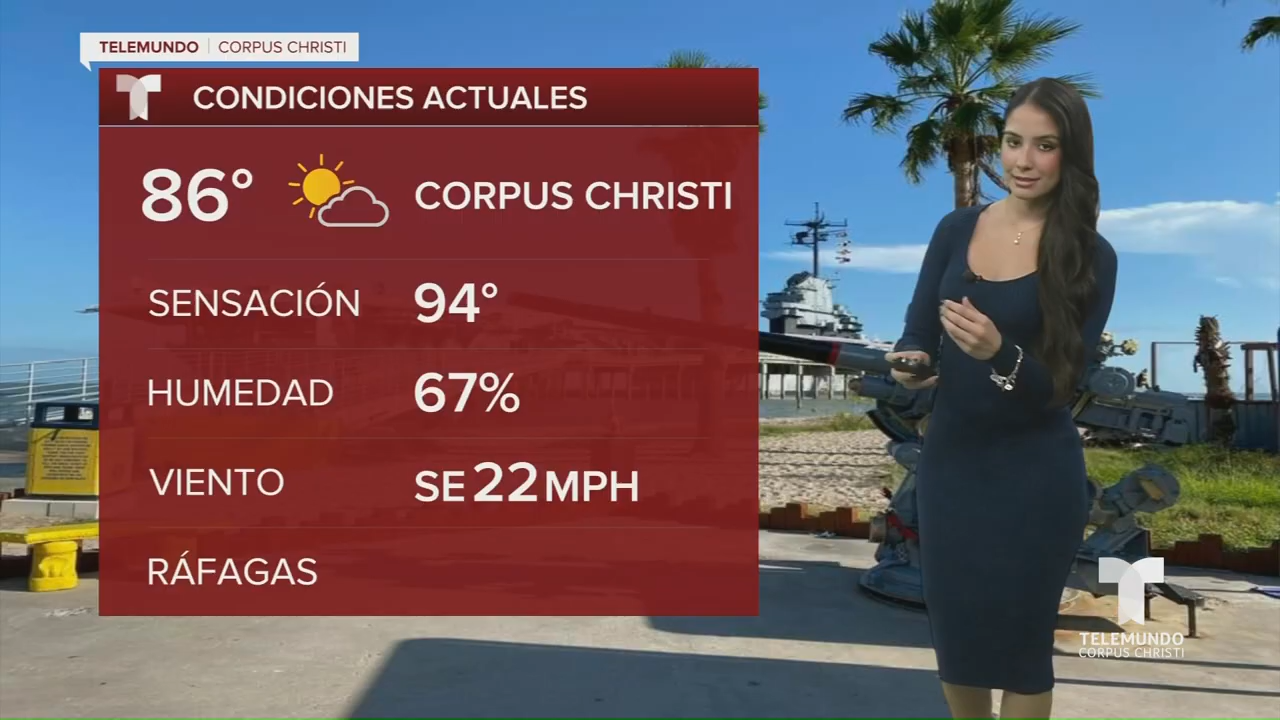 TELEMUNDO | CORPUS CHRISTI
CONDICIONES ACTUALES
86° CORPUS CHRISTI
SENSACIÓN 94°
HUMEDAD 67%
VIENTO SE 22 MPH
RÁFAGAS
TELEMUNDO
CORPUS CHRISTI